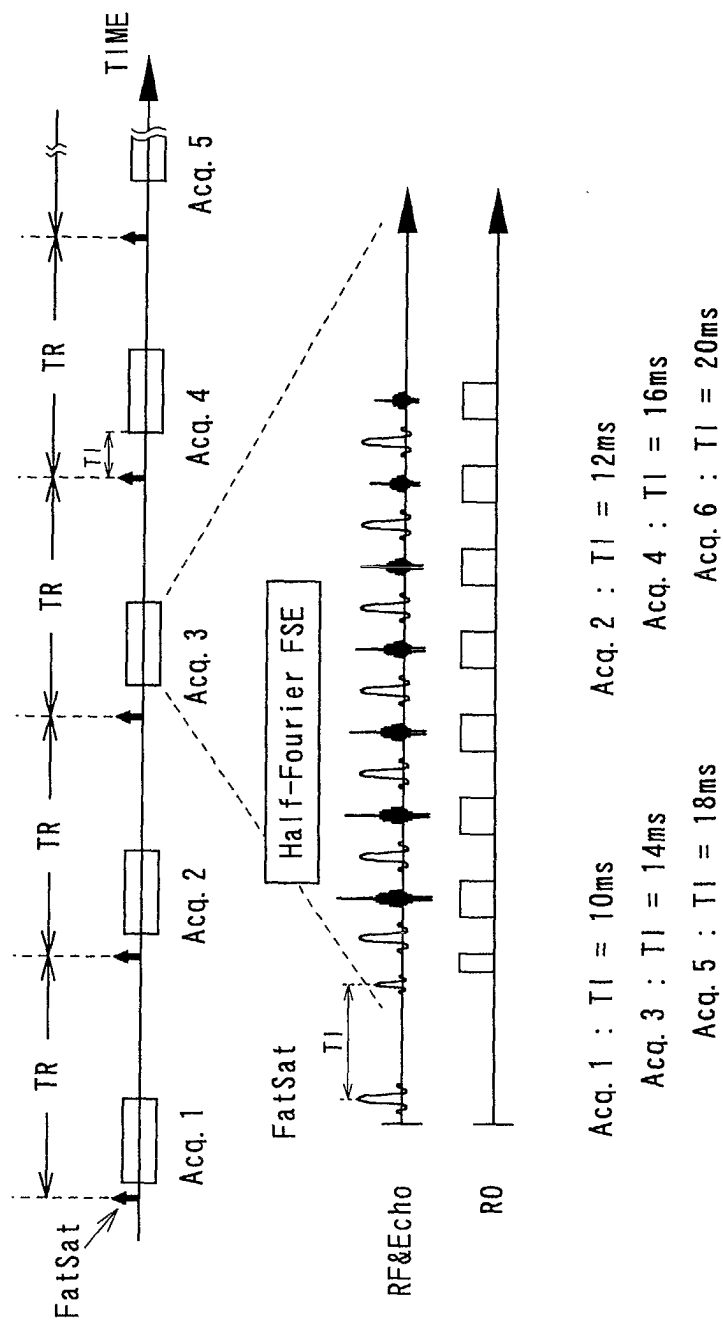 TR TR TR TR
TIME
FatSat
TI
Acq. 1 Acq. 2 Acq. 3 Acq. 4 Acq. 5
Half-Fourier FSE
FatSat
TI
RF&Echo
RO
Acq. 1 : TI = 10ms
Acq. 2 : TI = 12ms
Acq. 3 : TI = 14ms
Acq. 4 : TI = 16ms
Acq. 5 : TI = 18ms
Acq. 6 : TI = 20ms